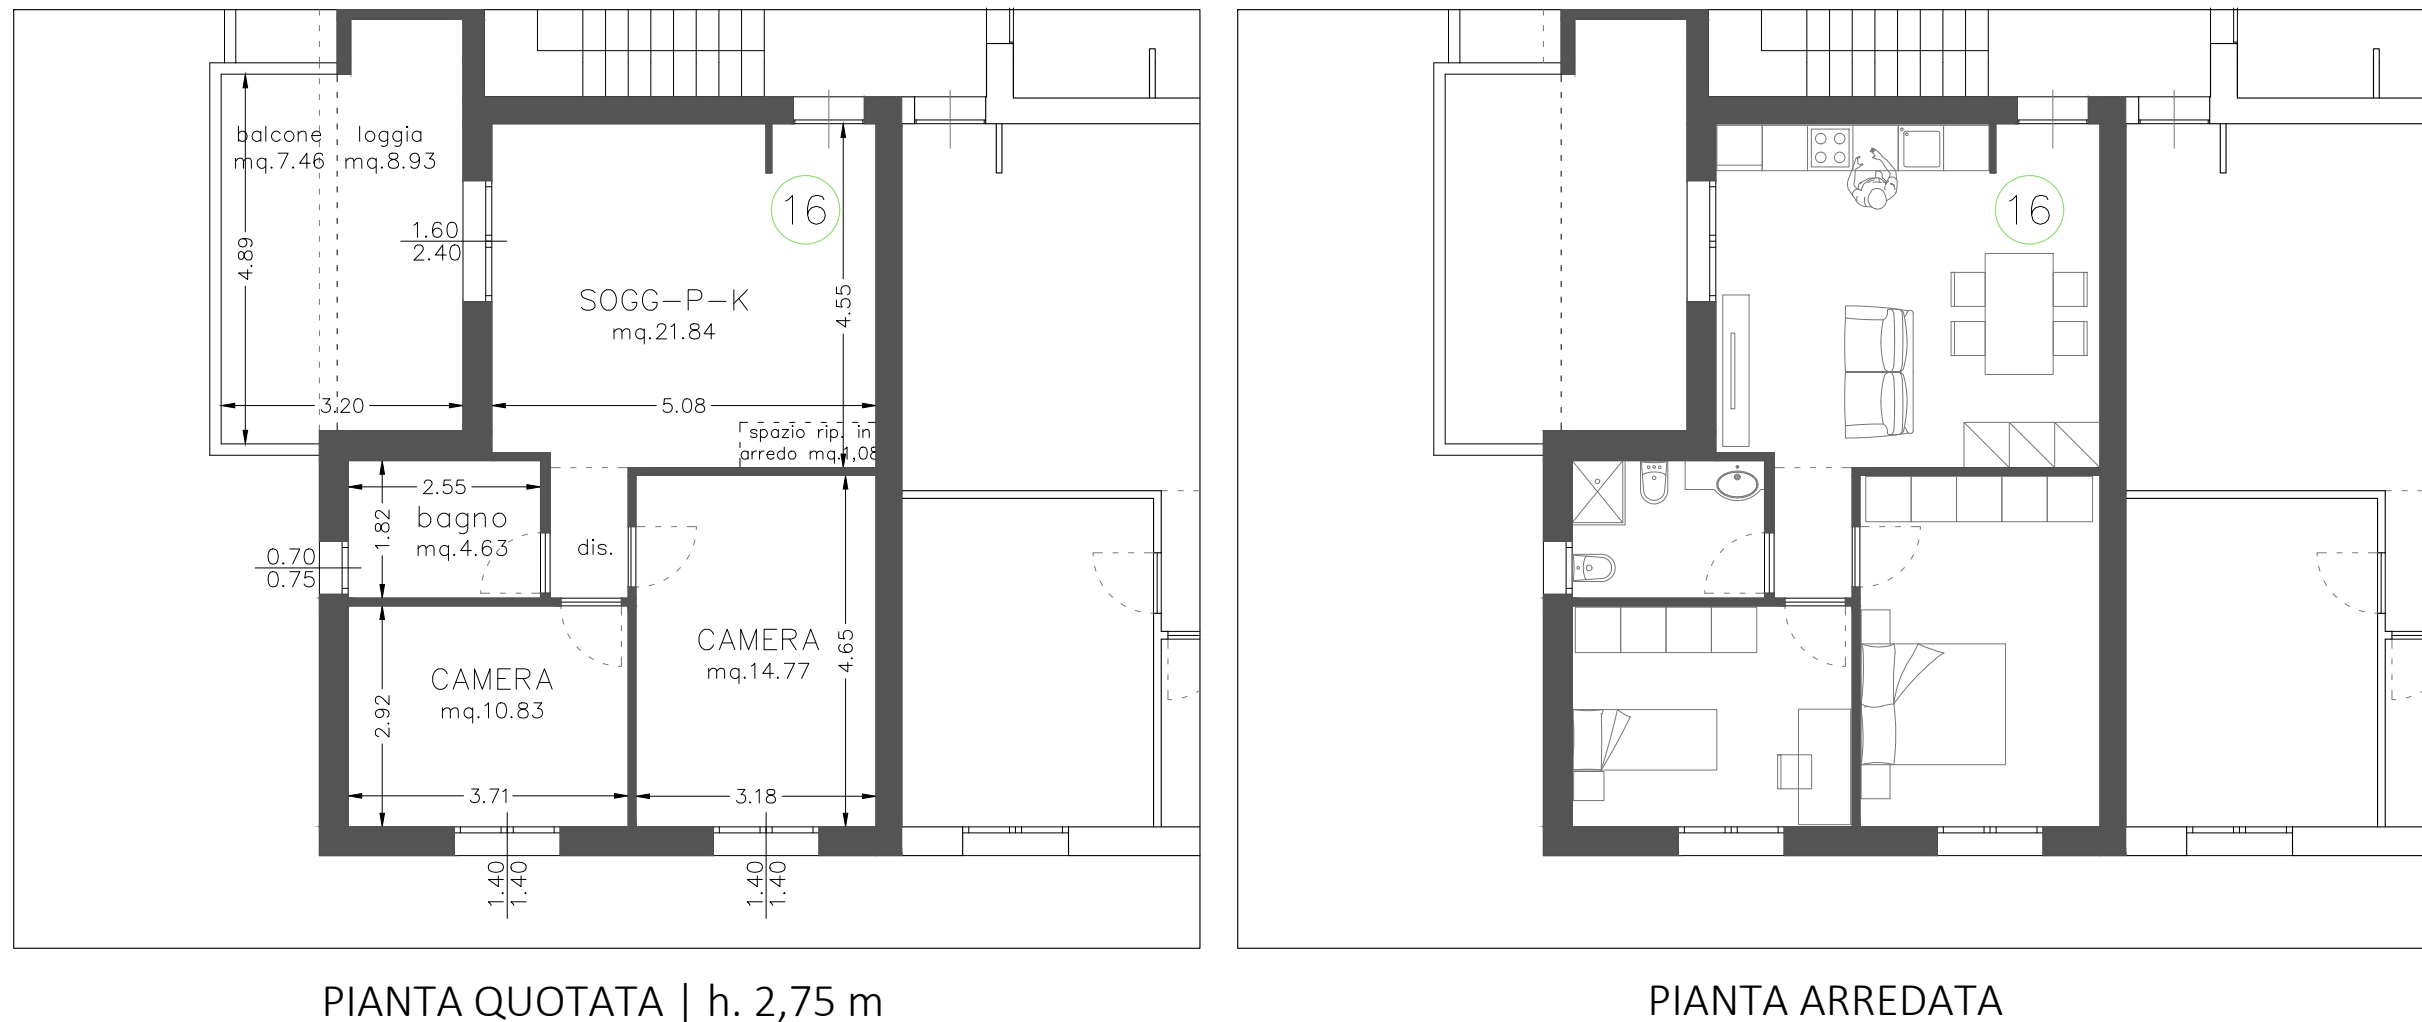 balcone loggia
mq.7.46 mq.8.93
4.89
3.20
1.60
2.40
16
SOGG-P-K
mq.21.84
4.55
5.08
spazio rip. in
arredo mq.1,08
2.55
1.82
bagno
mq.4.63
dis.
0.70
0.75
CAMERA
mq.14.77
4.65
CAMERA
mq.10.83
2.92
3.71
3.18
1.40
1.40
1.40
1.40
PIANTA QUOTATA | h. 2,75 m
16
PIANTA ARREDATA